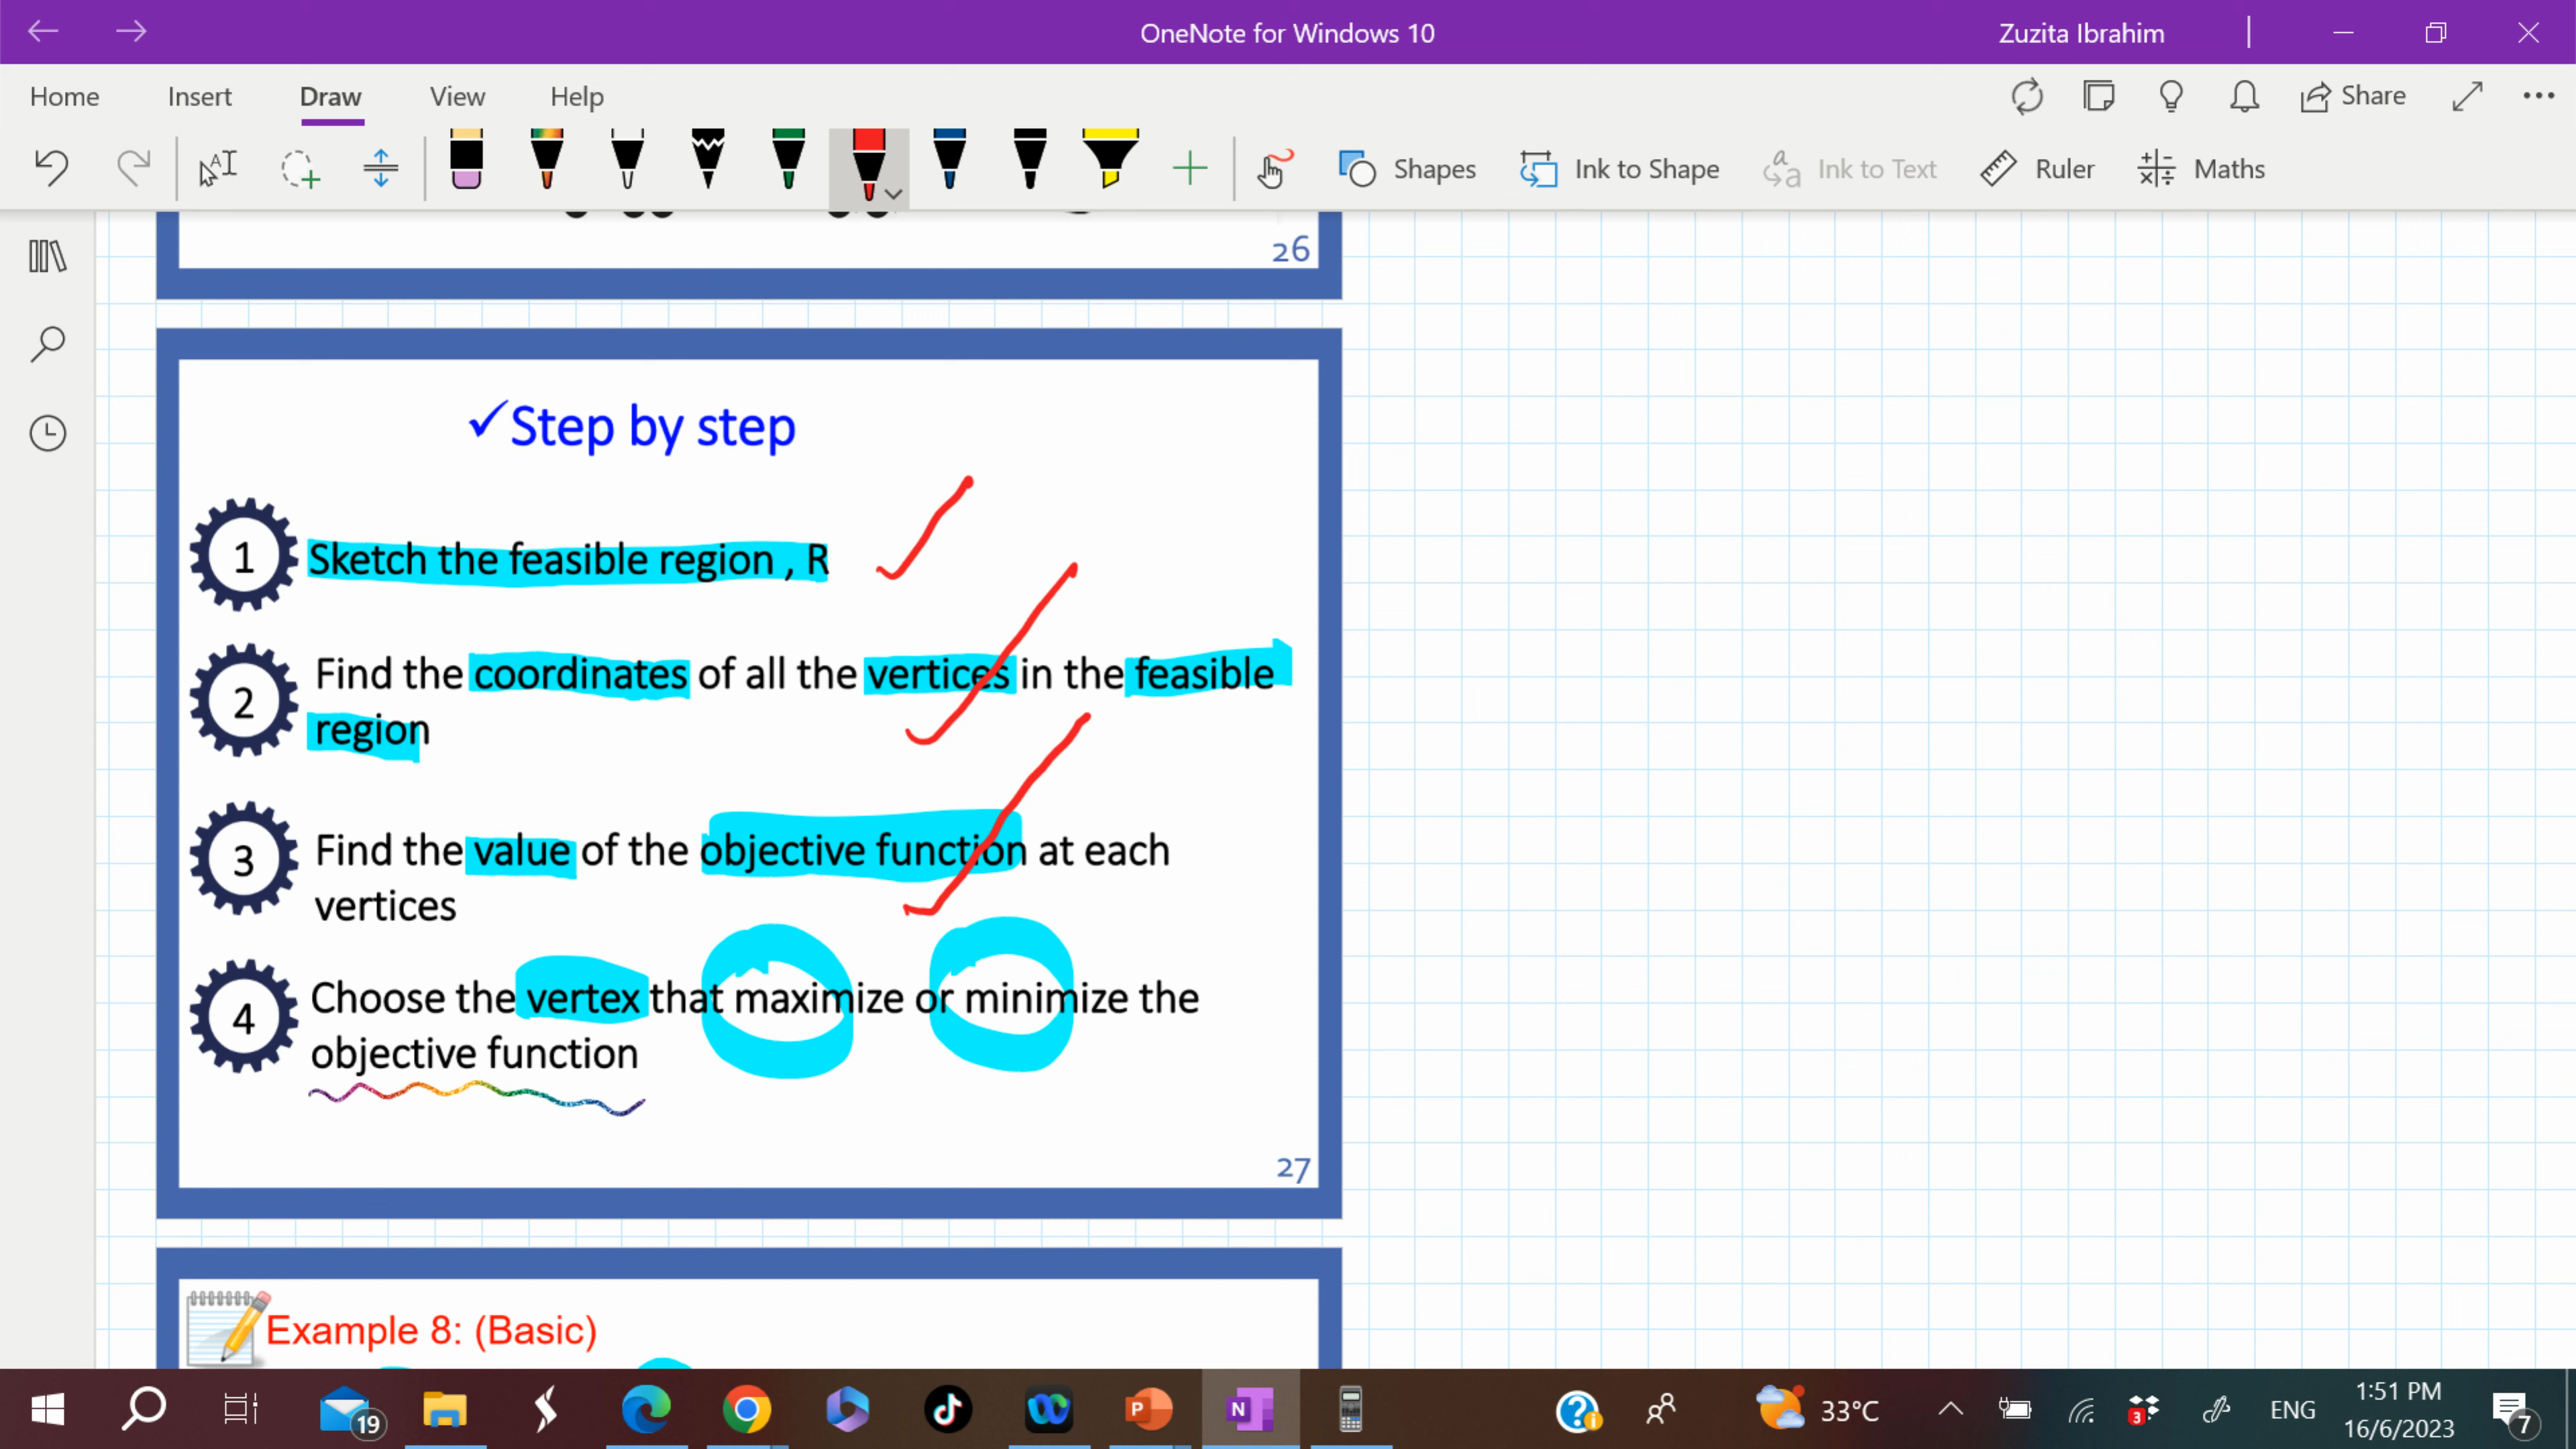 OneNote for Windows 10
Zuzita Ibrahim
Home Insert Draw View Help
Share
Shapes Ink to Shape Ink to Text Ruler Maths
26
✓Step by step
1 Sketch the feasible region , R
2 Find the coordinates of all the vertices in the feasible
region
3 Find the value of the objective function at each
vertices
4 Choose the vertex that maximize or minimize the
objective function
27
Example 8: (Basic)
19
33°C
3
ENG
1:51 PM
16/6/2023
7